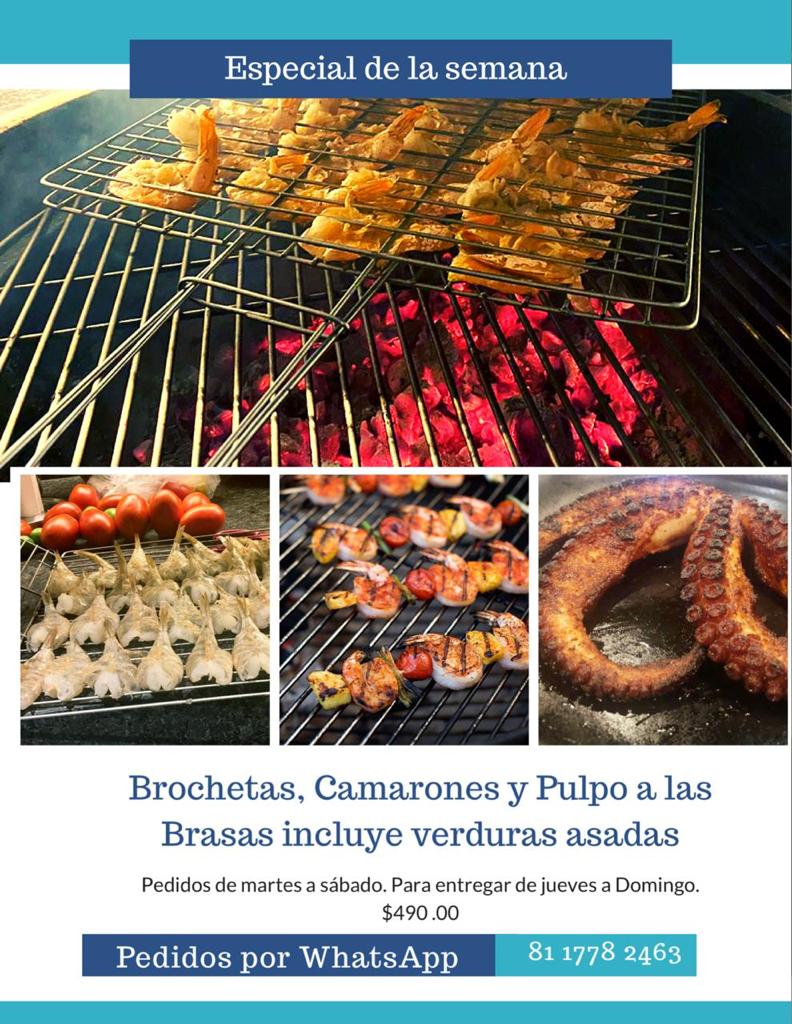 Especial de la semana
Brochetas, Camarones y Pulpo a las
Brasas incluye verduras asadas
Pedidos de martes a sábado. Para entregar de jueves a Domingo.
$490 .00
Pedidos por WhatsApp
81 1778 2463